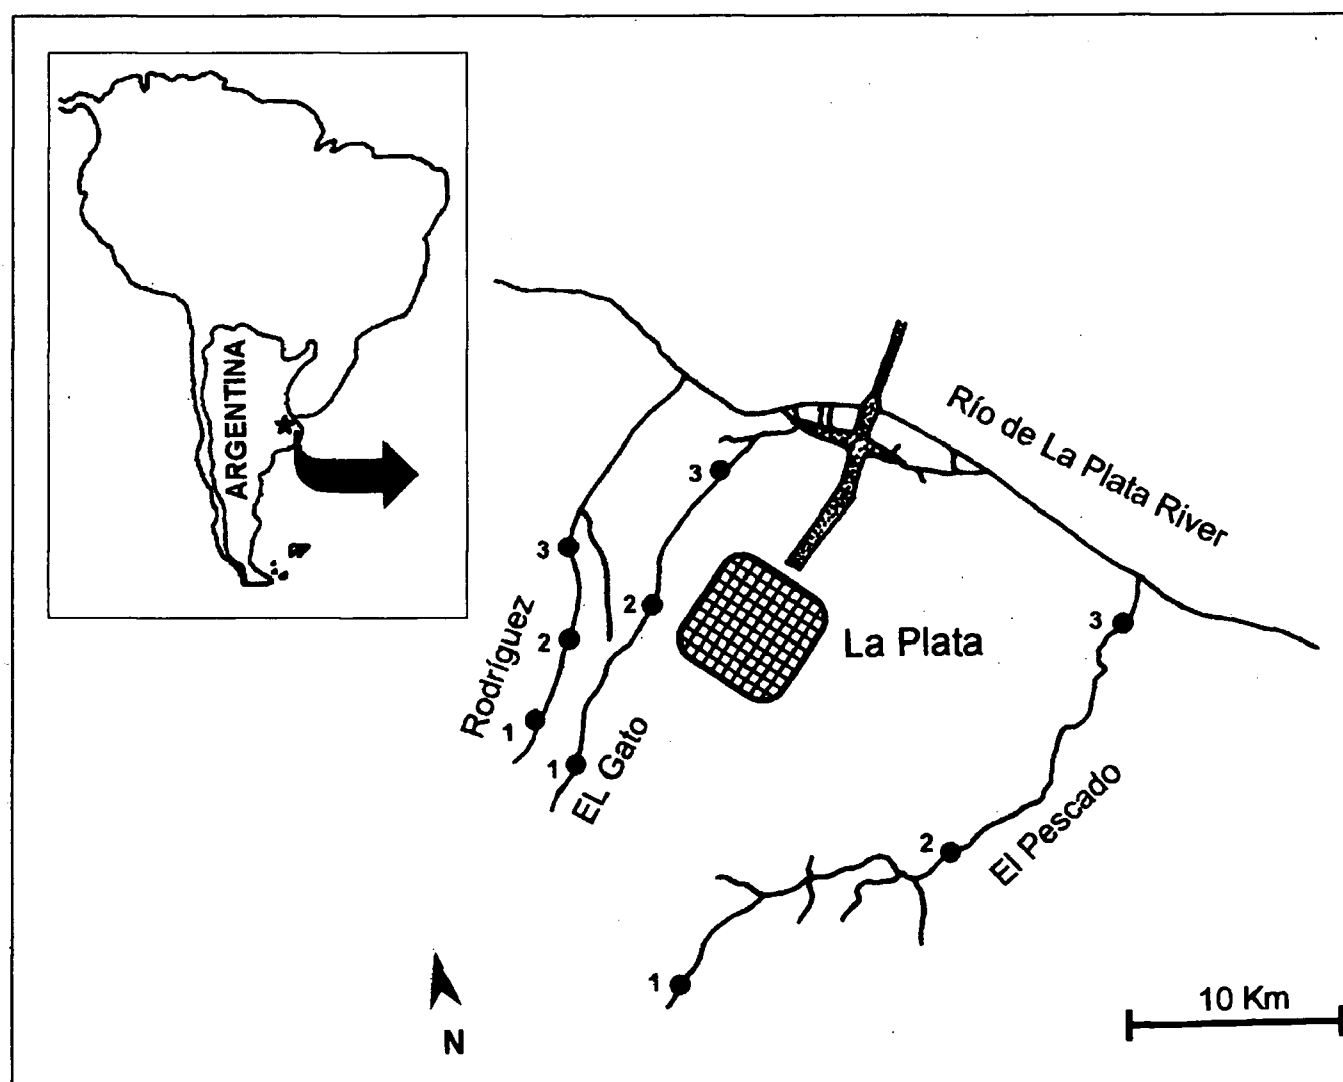 ARGENTINA
Río de La Plata River
3
3
2
2
3
La Plata
Rodríguez
1
1
EL Gato
2
El Pescado
1
10 Km
N